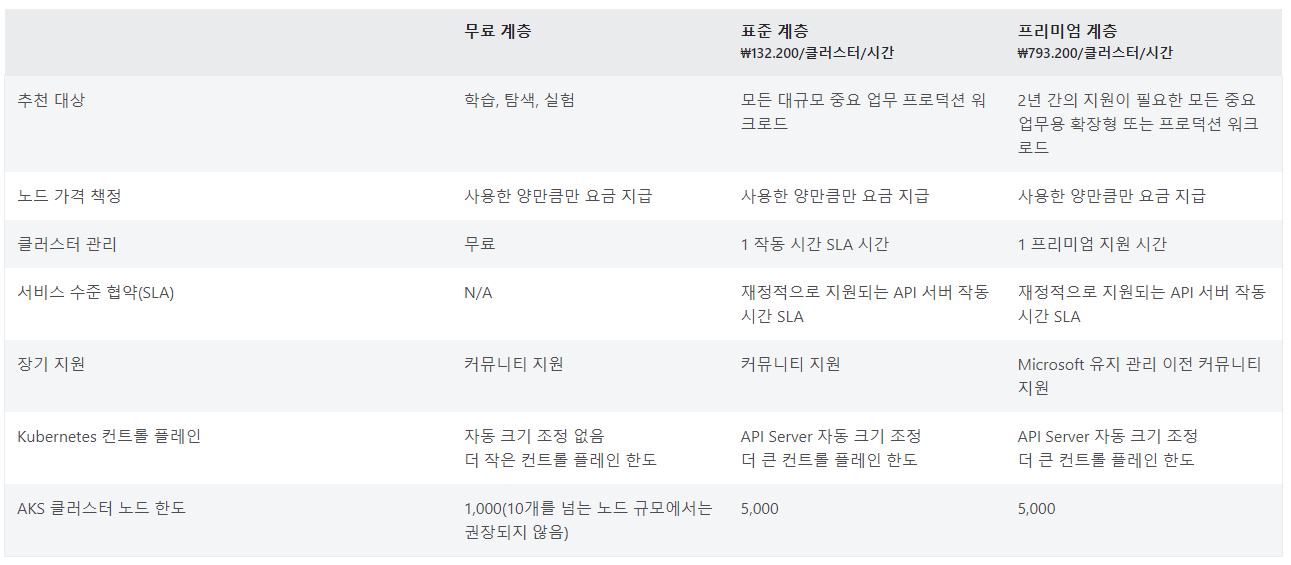 무료 계층
표준 계층
₩132.200/클러스터/시간
프리미엄 계층
₩793.200/클러스터/시간
추천 대상
학습, 탐색, 실험
모든 대규모 중요 업무 프로덕션 워
크로드
2년 간의 지원이 필요한 모든 중요
업무용 확장형 또는 프로덕션 워크
로드
노드 가격 책정
사용한 양만큼만 요금 지급
사용한 양만큼만 요금 지급
사용한 양만큼만 요금 지급
클러스터 관리
무료
1 작동 시간 SLA 시간
1 프리미엄 지원 시간
서비스 수준 협약(SLA)
N/A
재정적으로 지원되는 API 서버 작동
시간 SLA
재정적으로 지원되는 API 서버 작동
시간 SLA
장기 지원
커뮤니티 지원
커뮤니티 지원
Microsoft 유지 관리 이전 커뮤니티
지원
Kubernetes 컨트롤 플레인
자동 크기 조정 없음
더 작은 컨트롤 플레인 한도
API Server 자동 크기 조정
더 큰 컨트롤 플레인 한도
API Server 자동 크기 조정
더 큰 컨트롤 플레인 한도
AKS 클러스터 노드 한도
1,000(10개를 넘는 노드 규모에서는
권장되지 않음)
5,000
5,000